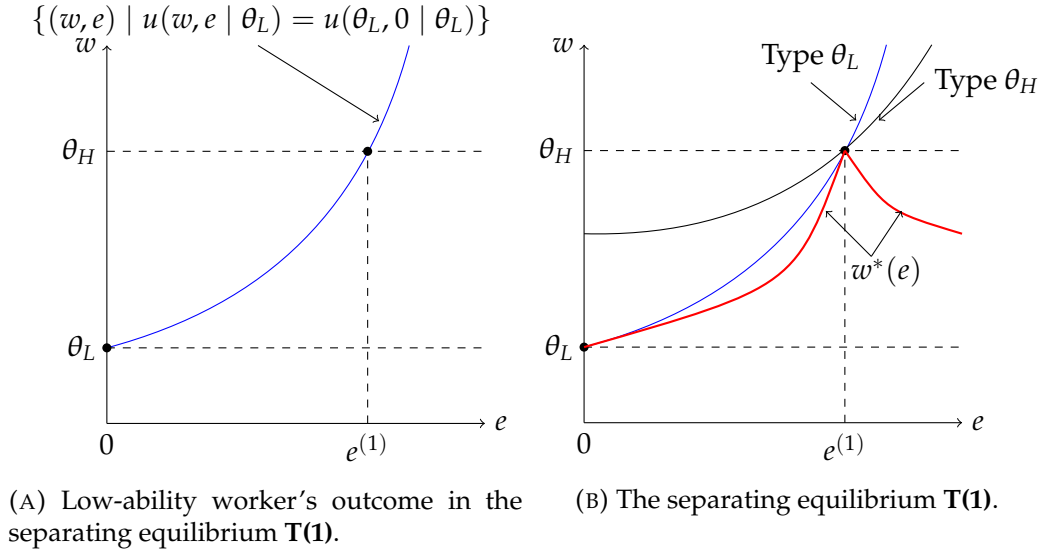 {(w, e) | u(w, e | θ_L) = u(θ_L, 0 | θ_L)}
w
θ_H
θ_L
0
e^(1)
e
(A) Low-ability worker's outcome in the
separating equilibrium T(1).
w
Type θ_L
Type θ_H
θ_H
w*(e)
θ_L
0
e^(1)
e
(B) The separating equilibrium T(1).